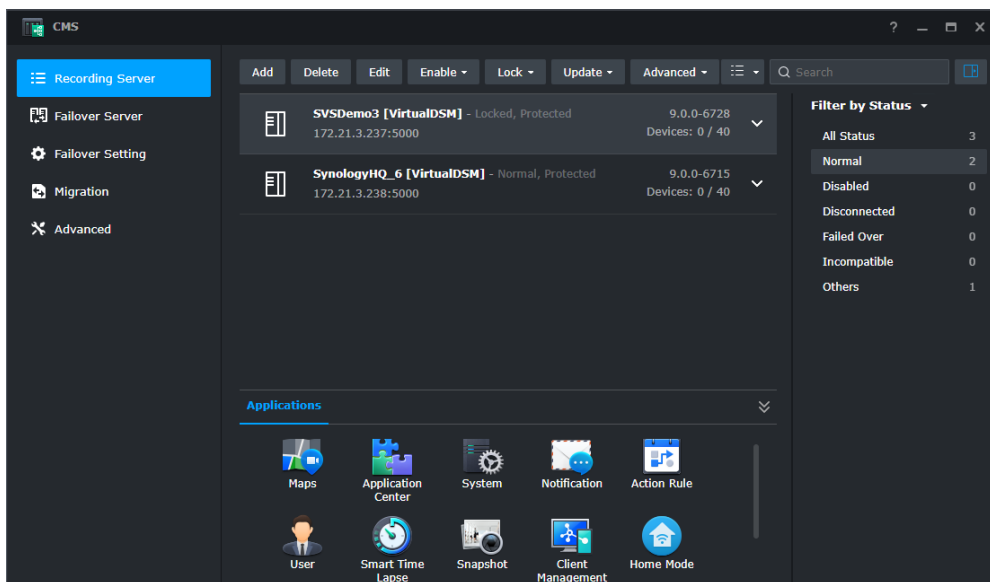 CMS
?
Recording Server
Failover Server
Failover Setting
Migration
Advanced
Add Delete Edit Enable Lock Update Advanced Search
SVSDemo3 [VirtualDSM] - Locked, Protected 9.0.0-6728
172.21.3.237:5000 Devices: 0 / 40
SynologyHQ_6 [VirtualDSM] - Normal, Protected 9.0.0-6715
172.21.3.238:5000 Devices: 0 / 40
Filter by Status
All Status 3
Normal 2
Disabled 0
Disconnected 0
Failed Over 0
Incompatible 0
Others 1
Applications
Maps
Application
Center
System
Notification
Action Rule
User
Smart Time
Lapse
Snapshot
Client
Management
Home Mode